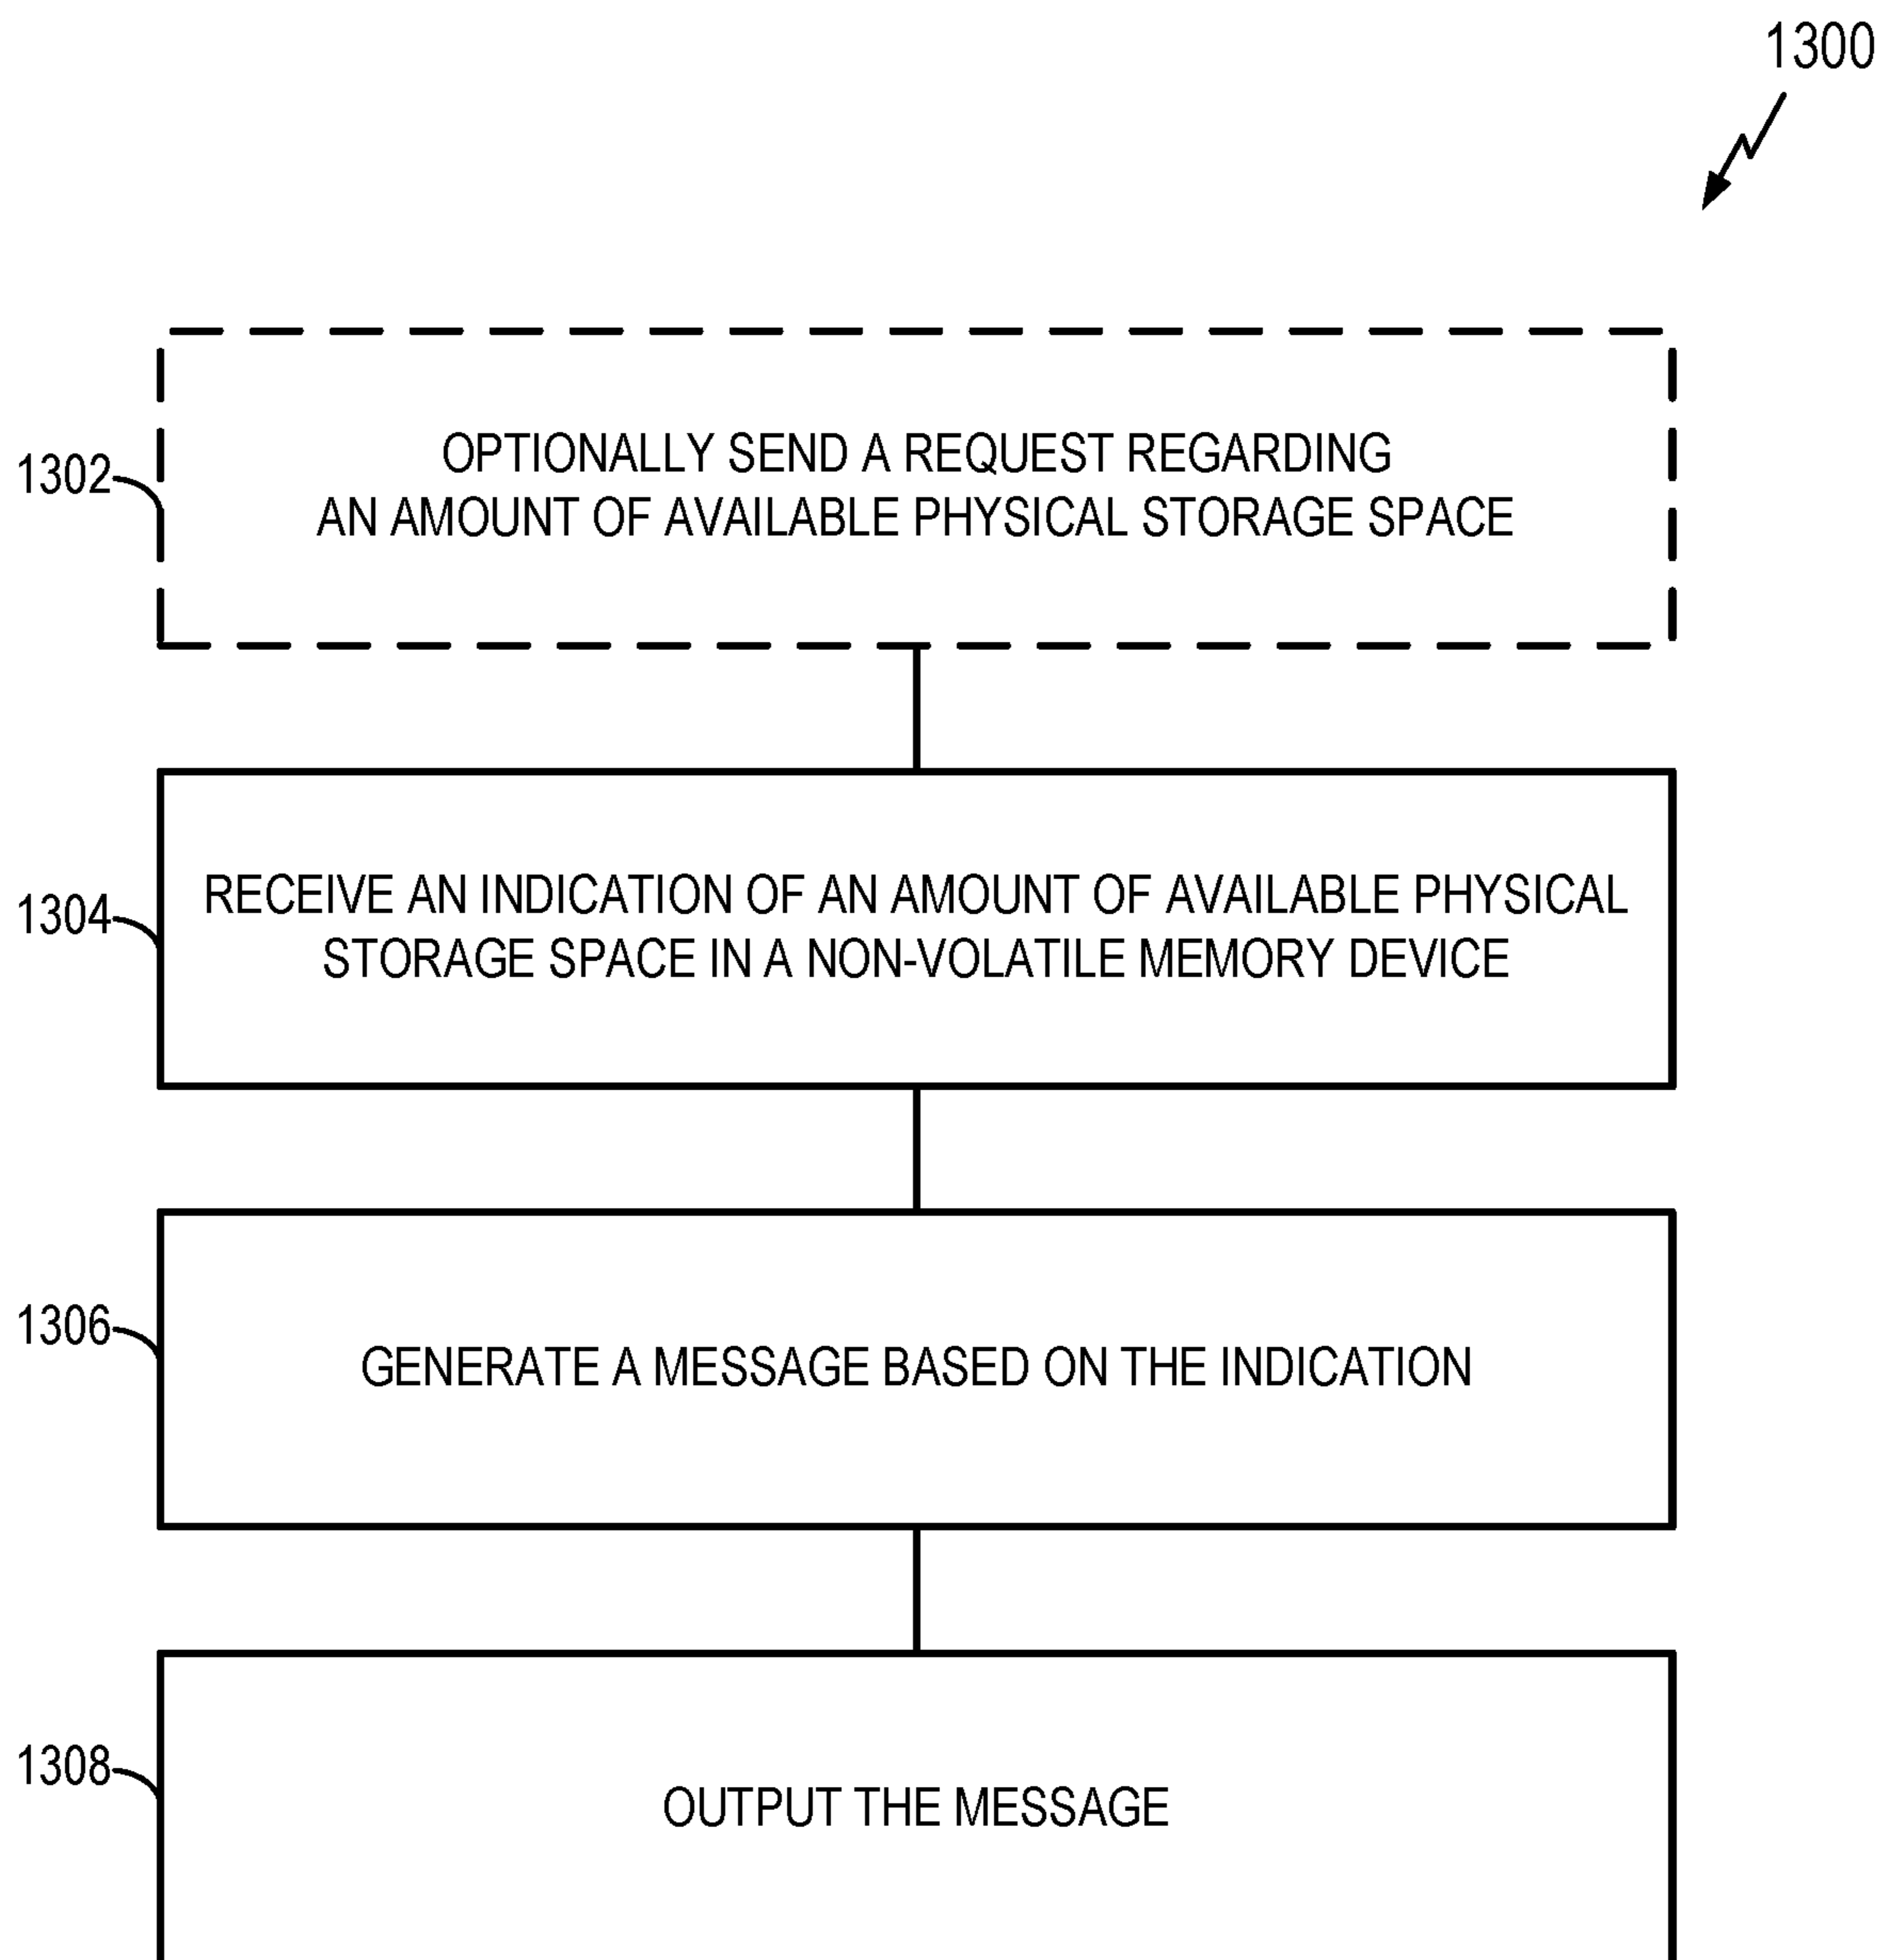 1300
1302
OPTIONALLY SEND A REQUEST REGARDING
AN AMOUNT OF AVAILABLE PHYSICAL STORAGE SPACE
1304
RECEIVE AN INDICATION OF AN AMOUNT OF AVAILABLE PHYSICAL
STORAGE SPACE IN A NON-VOLATILE MEMORY DEVICE
1306
GENERATE A MESSAGE BASED ON THE INDICATION
1308
OUTPUT THE MESSAGE